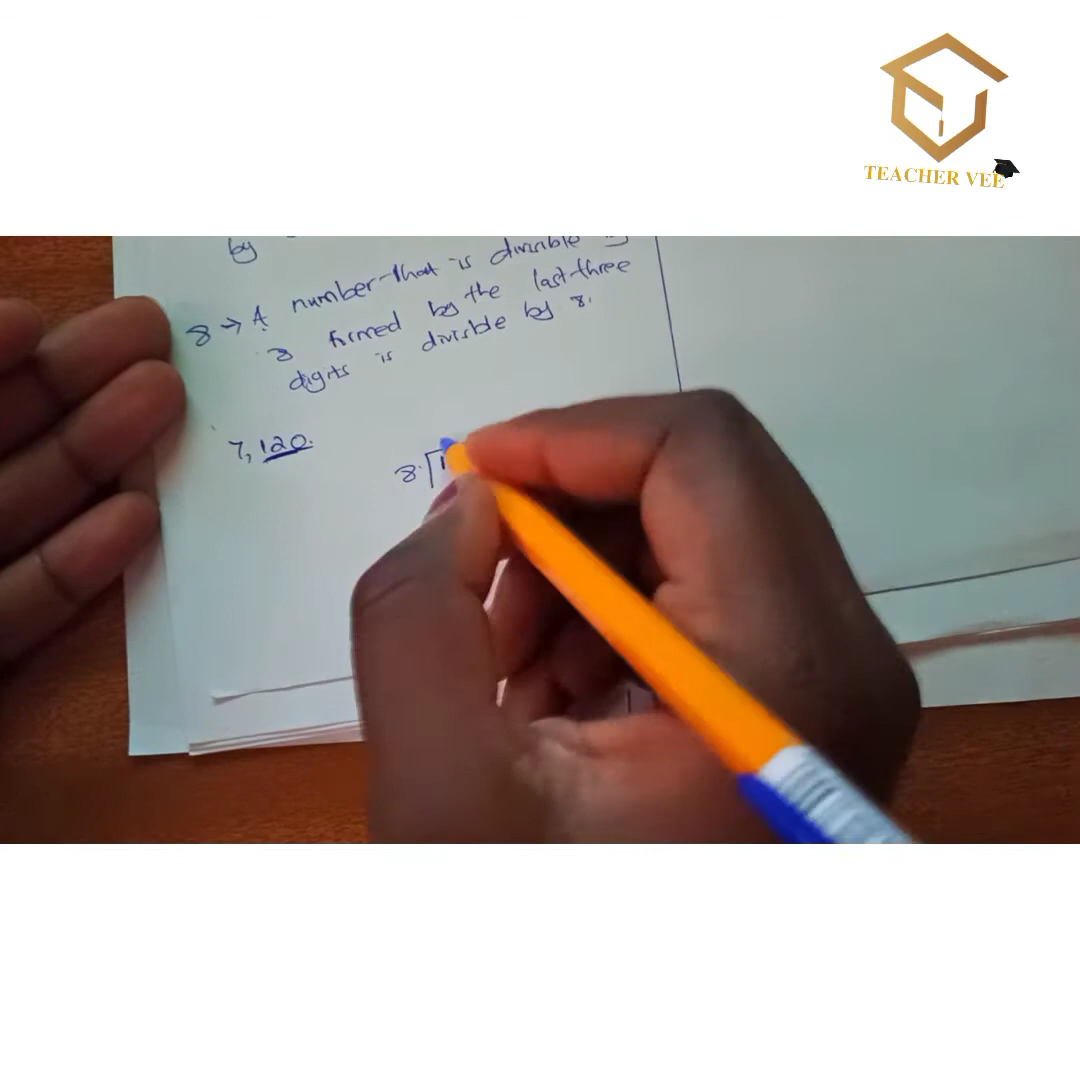 TEACHER VEE
by
8 → A number that is divisible
8 formed by the last three
digits is divisible by 8.
7,120.
8